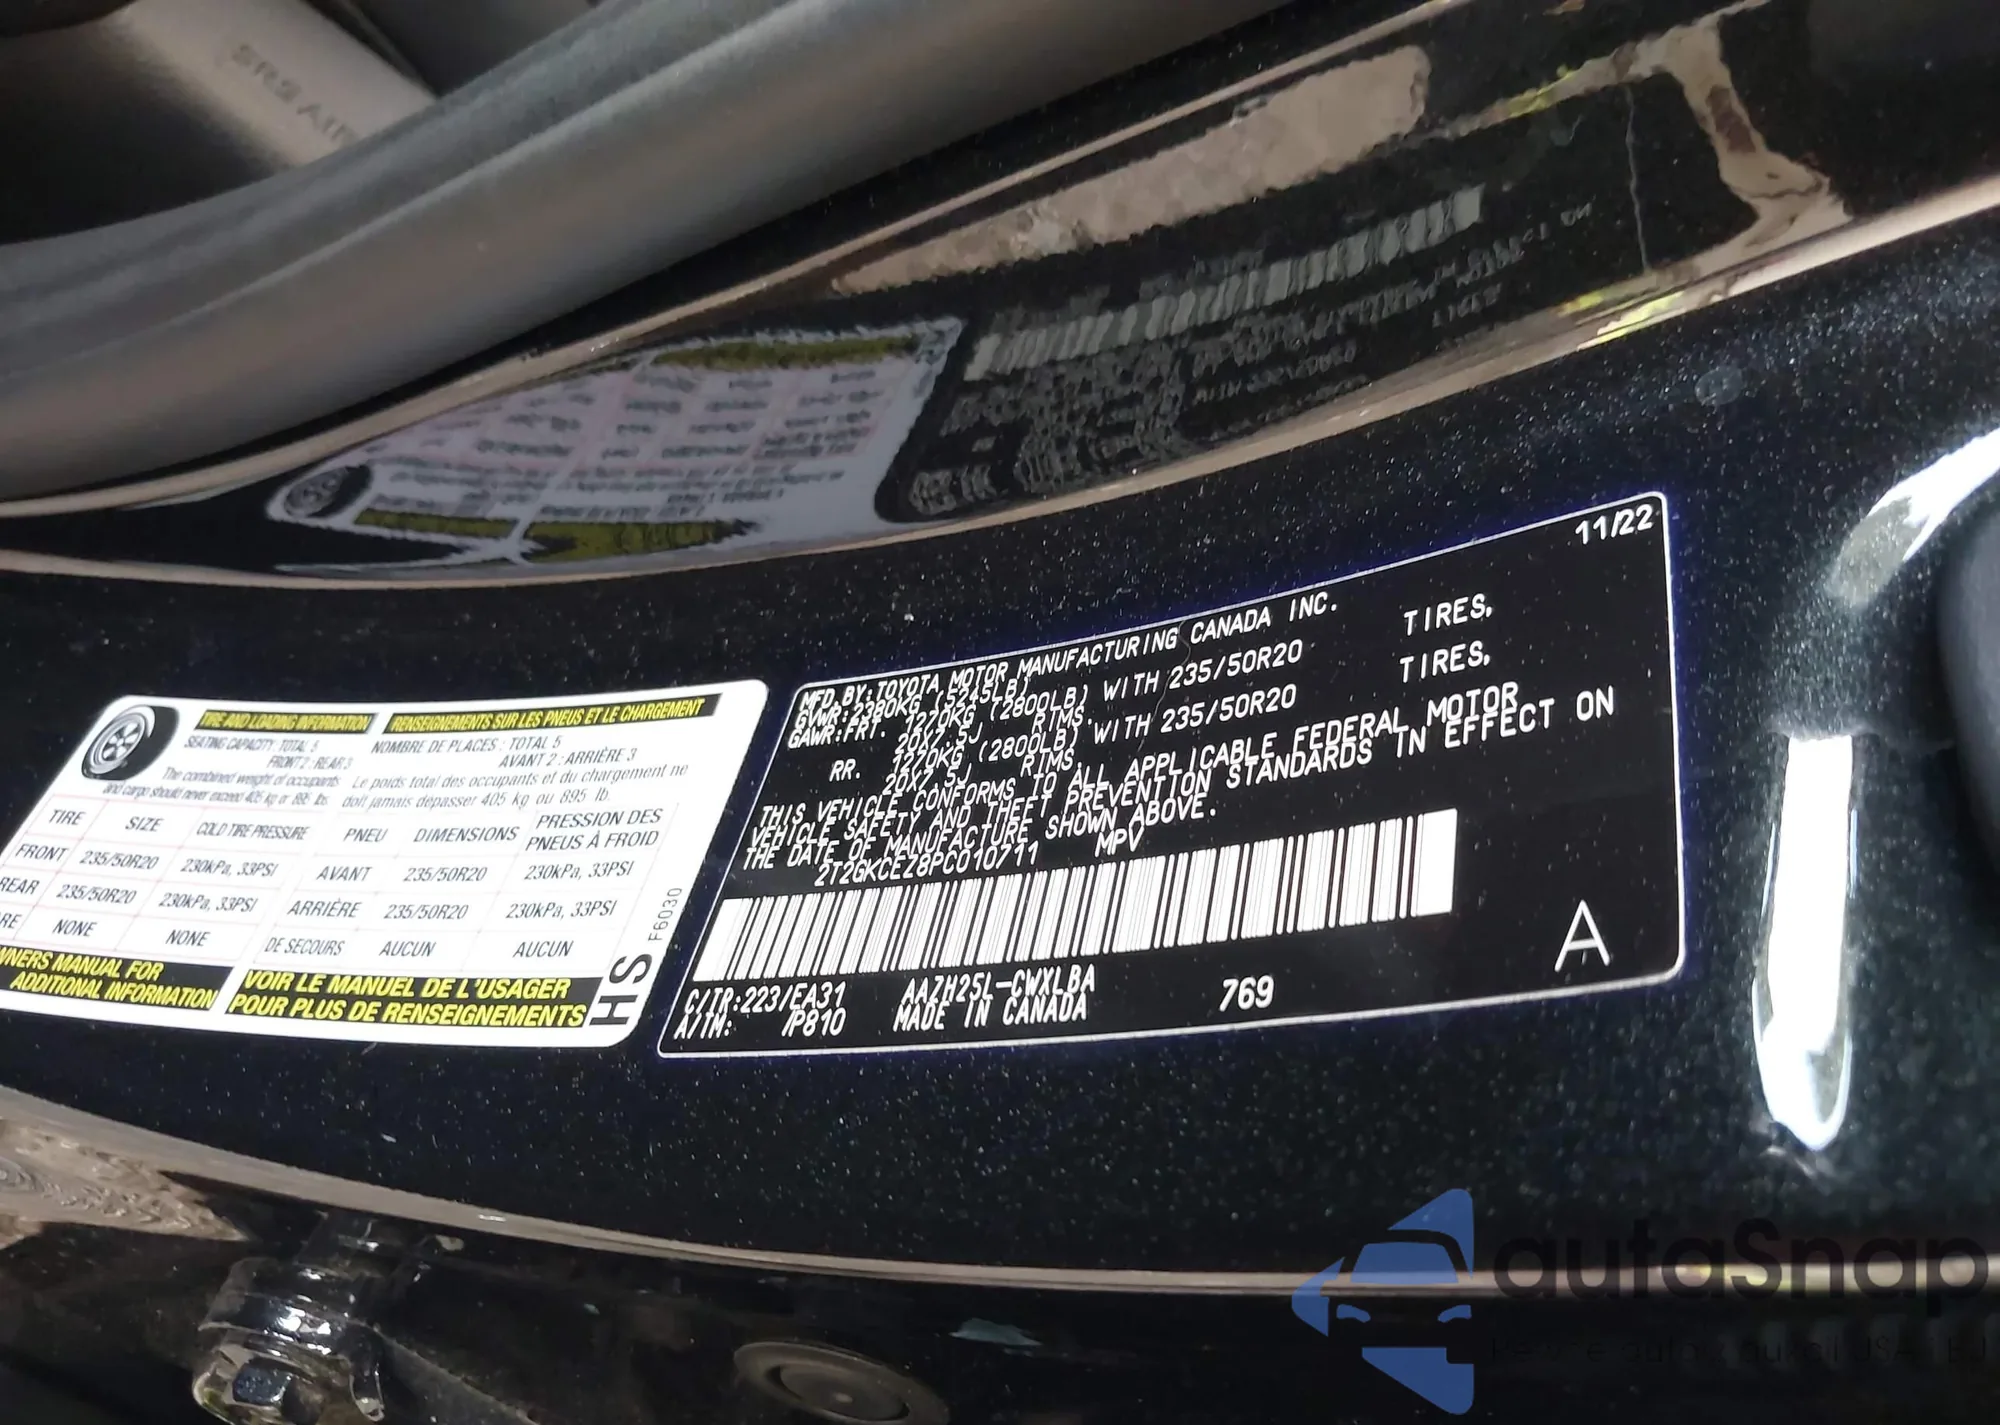 TIRE AND LOADING INFORMATION
RENSEIGNEMENTS SUR LES PNEUS ET LE CHARGEMENT
SEATING CAPACITY: TOTAL 5
FRONT 2: REAR 3
NOMBRE DE PLACES : TOTAL 5
AVANT 2 : ARRIÈRE 3
The combined weight of occupants
and cargo should never exceed 405 kg or 895 lb.
Le poids total des occupants et du chargement ne
doit jamais dépasser 405 kg ou 895 lb.
TIRE SIZE COLD TIRE PRESSURE PNEU DIMENSIONS PRESSION DES PNEUS À FROID
FRONT 235/50R20 230kPa, 33PSI AVANT 235/50R20 230kPa, 33PSI
REAR 235/50R20 230kPa, 33PSI ARRIÈRE 235/50R20 230kPa, 33PSI
RE NONE NONE DE SECOURS AUCUN AUCUN
WNERS MANUAL FOR
ADDITIONAL INFORMATION
VOIR LE MANUEL DE L'USAGER
POUR PLUS DE RENSEIGNEMENTS
HS F6030
11/22
MFD BY:TOYOTA MOTOR MANUFACTURING CANADA INC.
GVWR:2380KG (5245LB)
GAWR:FRT. 1270KG (2800LB) WITH 235/50R20 TIRES,
20X7.5J RIMS.
RR. 1270KG (2800LB) WITH 235/50R20 TIRES,
20X7.5J RIMS.
THIS VEHICLE CONFORMS TO ALL APPLICABLE FEDERAL MOTOR
VEHICLE SAFETY AND THEFT PREVENTION STANDARDS IN EFFECT ON
THE DATE OF MANUFACTURE SHOWN ABOVE.
2T2GKCEZ8PC010711 MPV
C/TR:223/EA31 AAZH25L-CWXLBA 769 A
A/TM: /P810 MADE IN CANADA
autoSnap